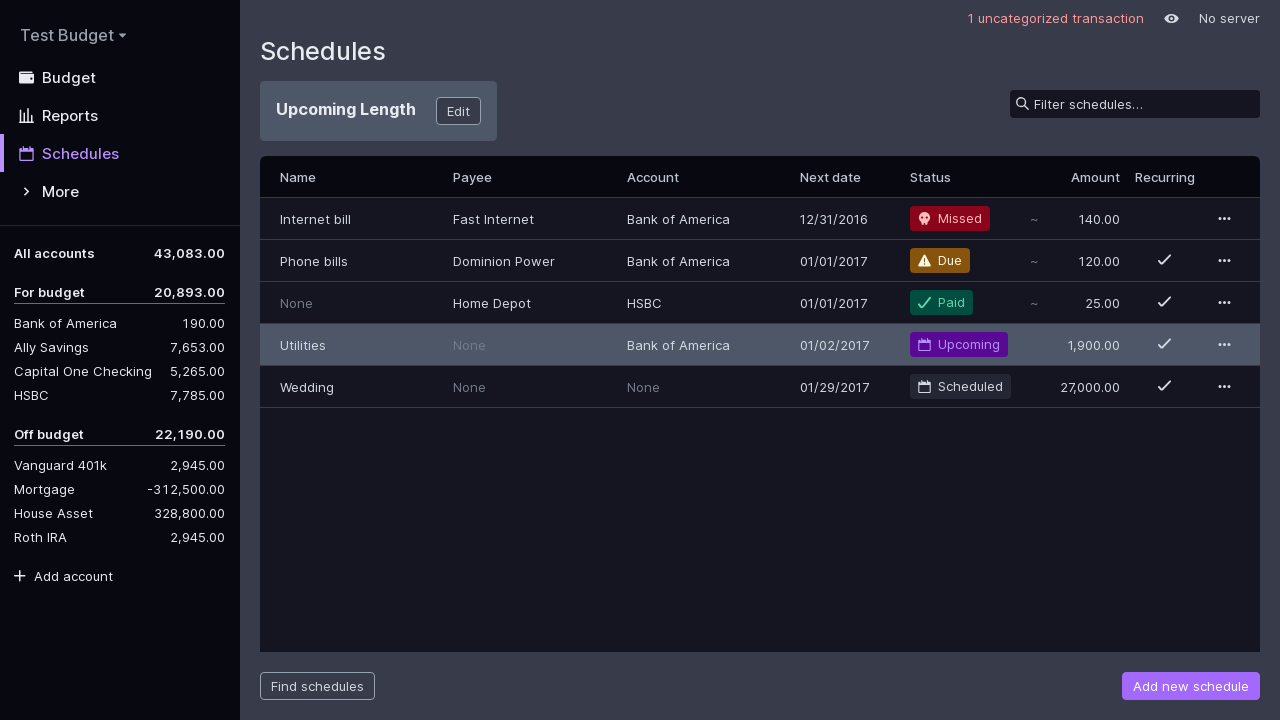 Test Budget
Budget
Reports
Schedules
More
All accounts 43,083.00
For budget 20,893.00
Bank of America 190.00
Ally Savings 7,653.00
Capital One Checking 5,265.00
HSBC 7,785.00
Off budget 22,190.00
Vanguard 401k 2,945.00
Mortgage -312,500.00
House Asset 328,800.00
Roth IRA 2,945.00
Add account
1 uncategorized transaction No server
Schedules
Upcoming Length Edit
Filter schedules…
Name Payee Account Next date Status Amount Recurring
Internet bill Fast Internet Bank of America 12/31/2016 Missed ~ 140.00
Phone bills Dominion Power Bank of America 01/01/2017 Due ~ 120.00
None Home Depot HSBC 01/01/2017 Paid ~ 25.00
Utilities None Bank of America 01/02/2017 Upcoming 1,900.00
Wedding None None 01/29/2017 Scheduled 27,000.00
Find schedules Add new schedule